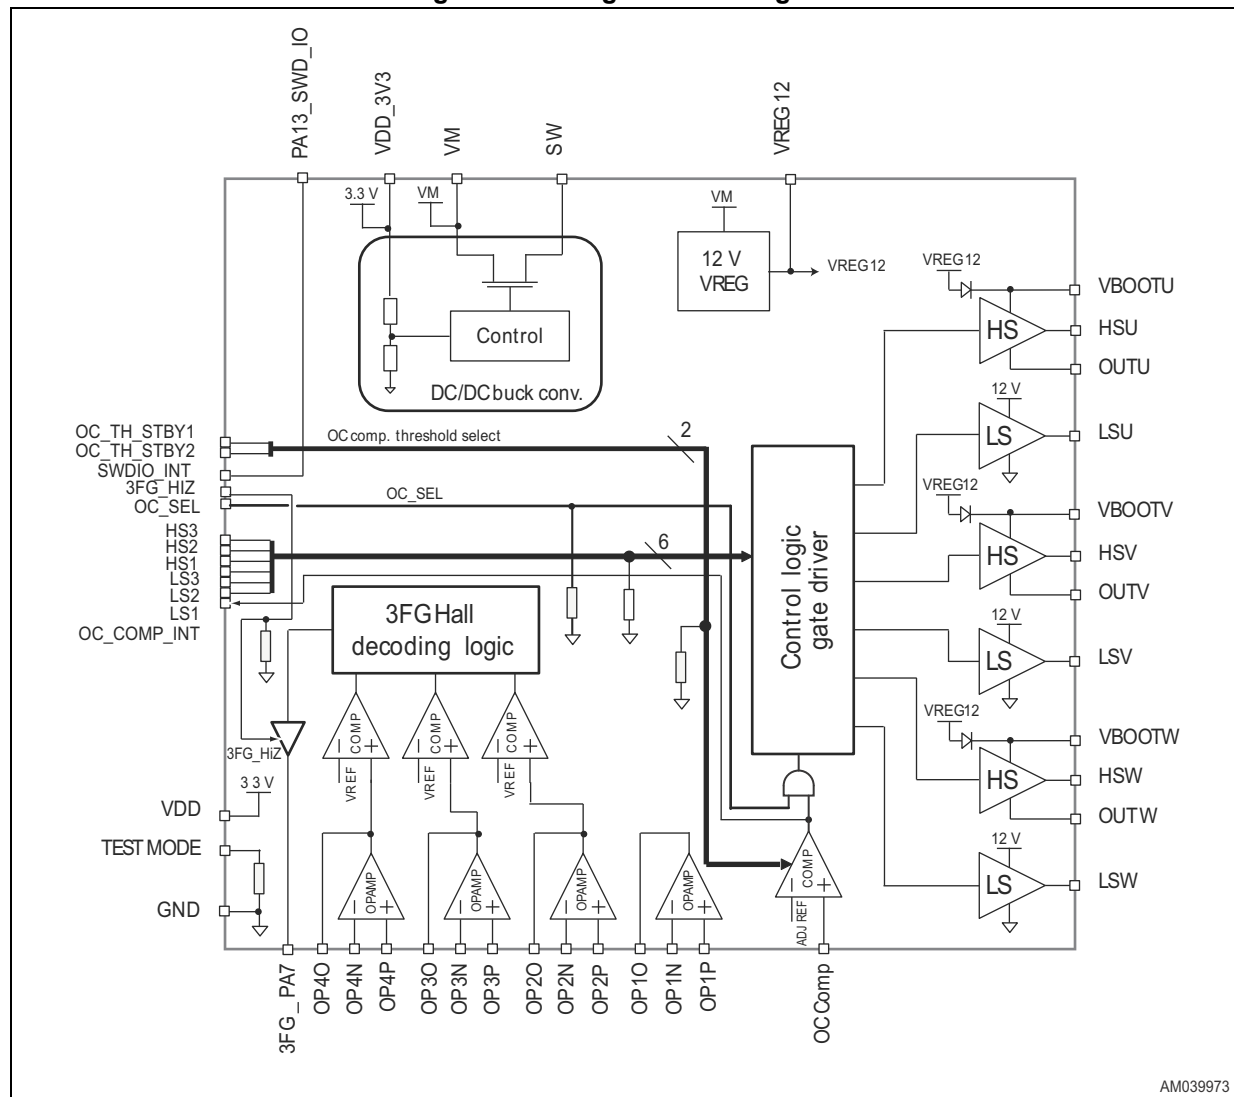 PA13_SWD_IO
VDD_3V3
VM
SW
VREG12
3.3 V
VM
VM
12 V
VREG
VREG12
Control
DC/DC buck conv.
VREG12
VBOOTU
HS
HSU
OUTU
12 V
LS
LSU
OC_TH_STBY1
OC_TH_STBY2
SWDIO_INT
3FG_HIZ
OC_SEL
HS3
HS2
HS1
LS3
LS2
LS1
OC_COMP_INT
OC comp. threshold select
2
OC_SEL
6
3FG Hall
decoding logic
Control logic
gate driver
VREG12
VBOOTV
HS
HSV
OUTV
12 V
LS
LSV
3FG_HiZ
COMP
VREF
COMP
VREF
COMP
VREF
VREG12
VBOOTW
HS
HSW
OUTW
12 V
LS
LSW
3 3 V
VDD
TEST MODE
GND
OPAMP
OPAMP
OPAMP
OPAMP
COMP
ADJ REF
3FG _ PA7
OP4O
OP4N
OP4P
OP3O
OP3N
OP3P
OP2O
OP2N
OP2P
OP1O
OP1N
OP1P
OC Comp
AM039973